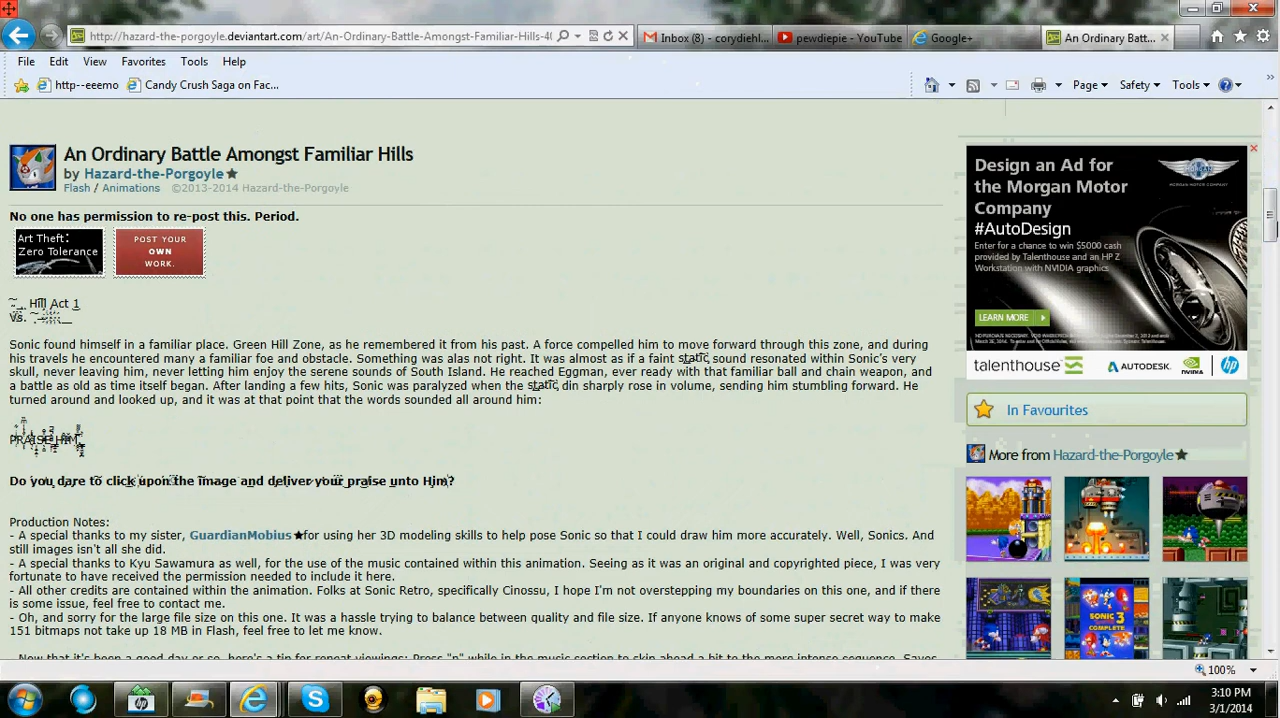 http://hazard-the-porgoyle.deviantart.com/art/An-Ordinary-Battle-Amongst-Familiar-Hills-40
Inbox (8) - corydiehl...
pewdiepie - YouTube
Google+
An Ordinary Batt...
File Edit View Favorites Tools Help
http--eeemo
Candy Crush Saga on Fac...
Page Safety Tools
An Ordinary Battle Amongst Familiar Hills
by Hazard-the-Porgoyle
Flash / Animations ©2013-2014 Hazard-the-Porgoyle
No one has permission to re-post this. Period.
Art Theft:
Zero Tolerance
POST YOUR
OWN
WORK.
Hill Act 1
Vs.
Sonic found himself in a familiar place. Green Hill Zone, he remembered it from his past. A force compelled him to move forward through this zone, and during
his travels he encountered many a familiar foe and obstacle. Something was not right. It was almost as if a faint static sound resonated within Sonic's very
skull, never leaving him, never letting him enjoy the serene sounds of South Island. He reached Eggman, ever ready with that familiar ball and chain weapon, and
a battle as old as time itself began. After landing a few hits, Sonic was paralyzed when the static din sharply rose in volume, sending him stumbling forward. He
turned around and looked up, and it was at that point that the words sounded all around him:
PRAISE HIM
Do you dare to click upon the image and deliver your praise unto Him?
Production Notes:
- A special thanks to my sister, GuardianMobius for using her 3D modeling skills to help pose Sonic so that I could draw him more accurately. Well, Sonics. And
still images isn't all she did.
- A special thanks to Kyu Sawamura as well, for the use of the music contained within this animation. Seeing as it was an original and copyrighted piece, I was very
fortunate to have received the permission needed to include it here.
- All other credits are contained within the animation. Folks at Sonic Retro, specifically Cinossu, I hope I'm not overstepping my boundaries on this one, and if there
is some issue, feel free to contact me.
- Oh, and sorry for the large file size on this one. It was a hassle trying to balance between quality and file size. If anyone knows of some super secret way to make
151 bitmaps not take up 18 MB in Flash, feel free to let me know.
Design an Ad for
the Morgan Motor
Company
#AutoDesign
Enter for a chance to win $5000 cash
provided by Talenthouse and an HP Z
Workstation with NVIDIA graphics
LEARN MORE
MORGAN
talenthouse AUTODESK. NVIDIA hp
In Favourites
More from Hazard-the-Porgoyle
SONIC 3
COMPLETE
100%
3:10 PM
3/1/2014